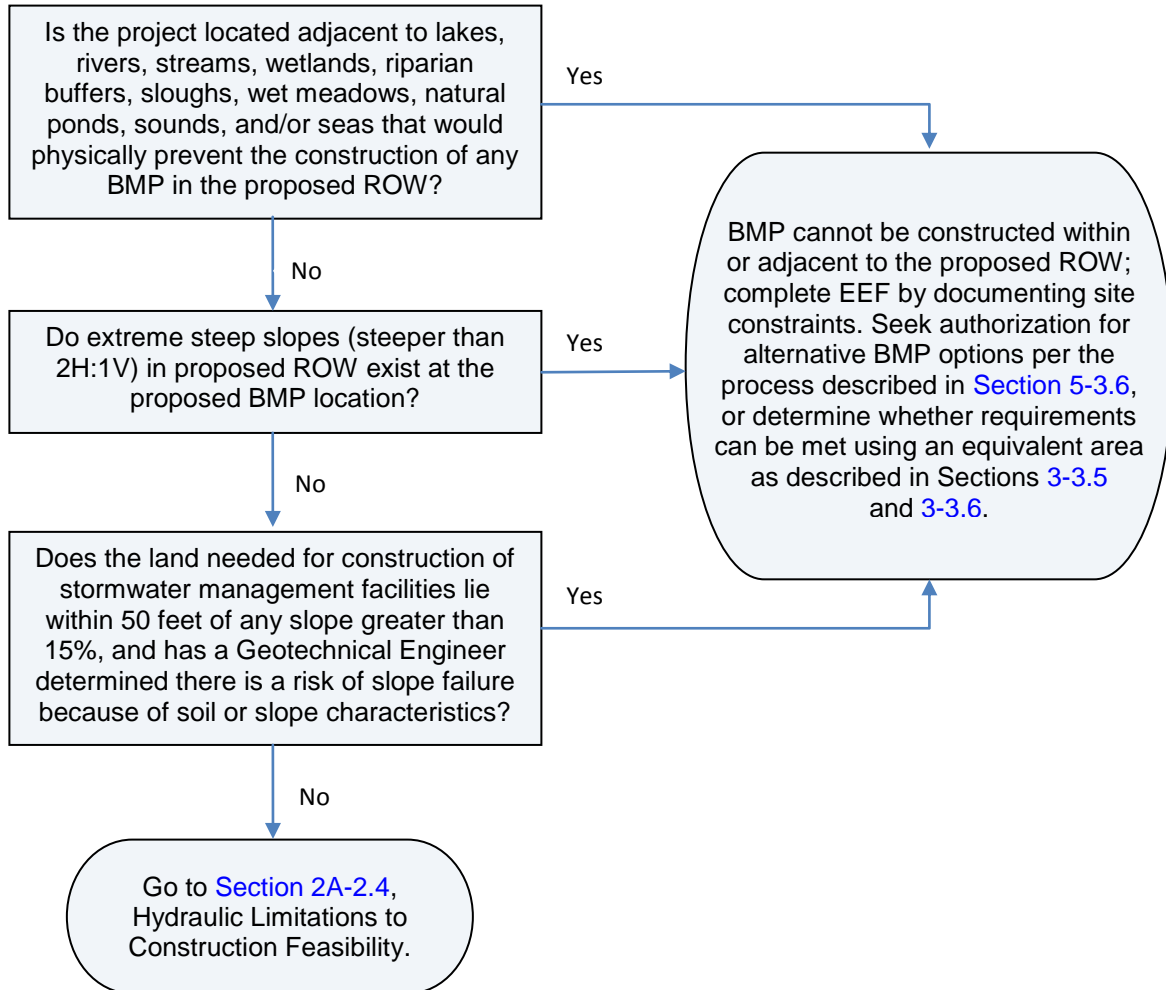 Is the project located adjacent to lakes,
rivers, streams, wetlands, riparian
buffers, sloughs, wet meadows, natural
ponds, sounds, and/or seas that would
physically prevent the construction of any
BMP in the proposed ROW?
Yes
No
BMP cannot be constructed within
or adjacent to the proposed ROW;
complete EEF by documenting site
constraints. Seek authorization for
alternative BMP options per the
process described in Section 5-3.6,
or determine whether requirements
can be met using an equivalent area
as described in Sections 3-3.5
and 3-3.6.
Do extreme steep slopes (steeper than
2H:1V) in proposed ROW exist at the
proposed BMP location?
Yes
No
Does the land needed for construction of
stormwater management facilities lie
within 50 feet of any slope greater than
15%, and has a Geotechnical Engineer
determined there is a risk of slope failure
because of soil or slope characteristics?
Yes
No
Go to Section 2A-2.4,
Hydraulic Limitations to
Construction Feasibility.